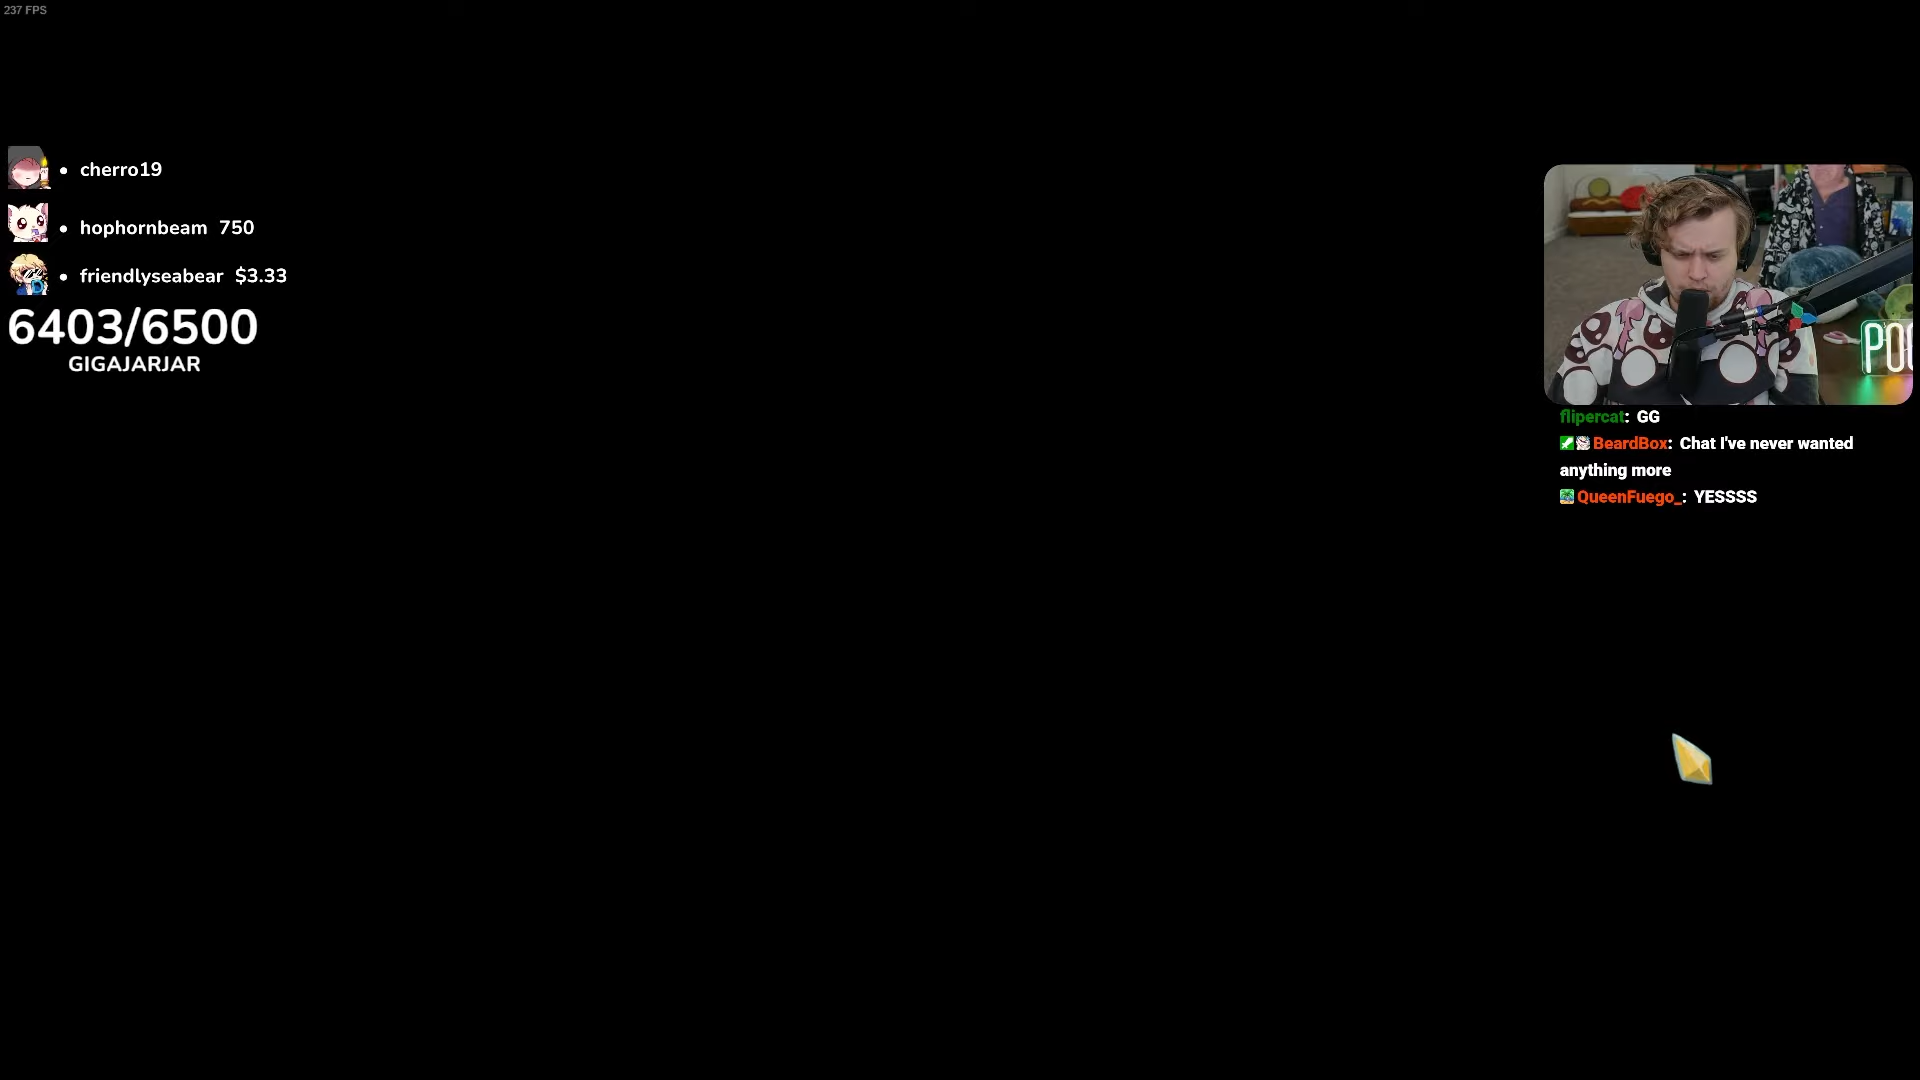 237 FPS
• cherro19
• hophornbeam 750
• friendlyseabear $3.33
6403/6500
GIGAJARJAR
flipercat: GG
BeardBox: Chat I've never wanted
anything more
QueenFuego_: YESSSS